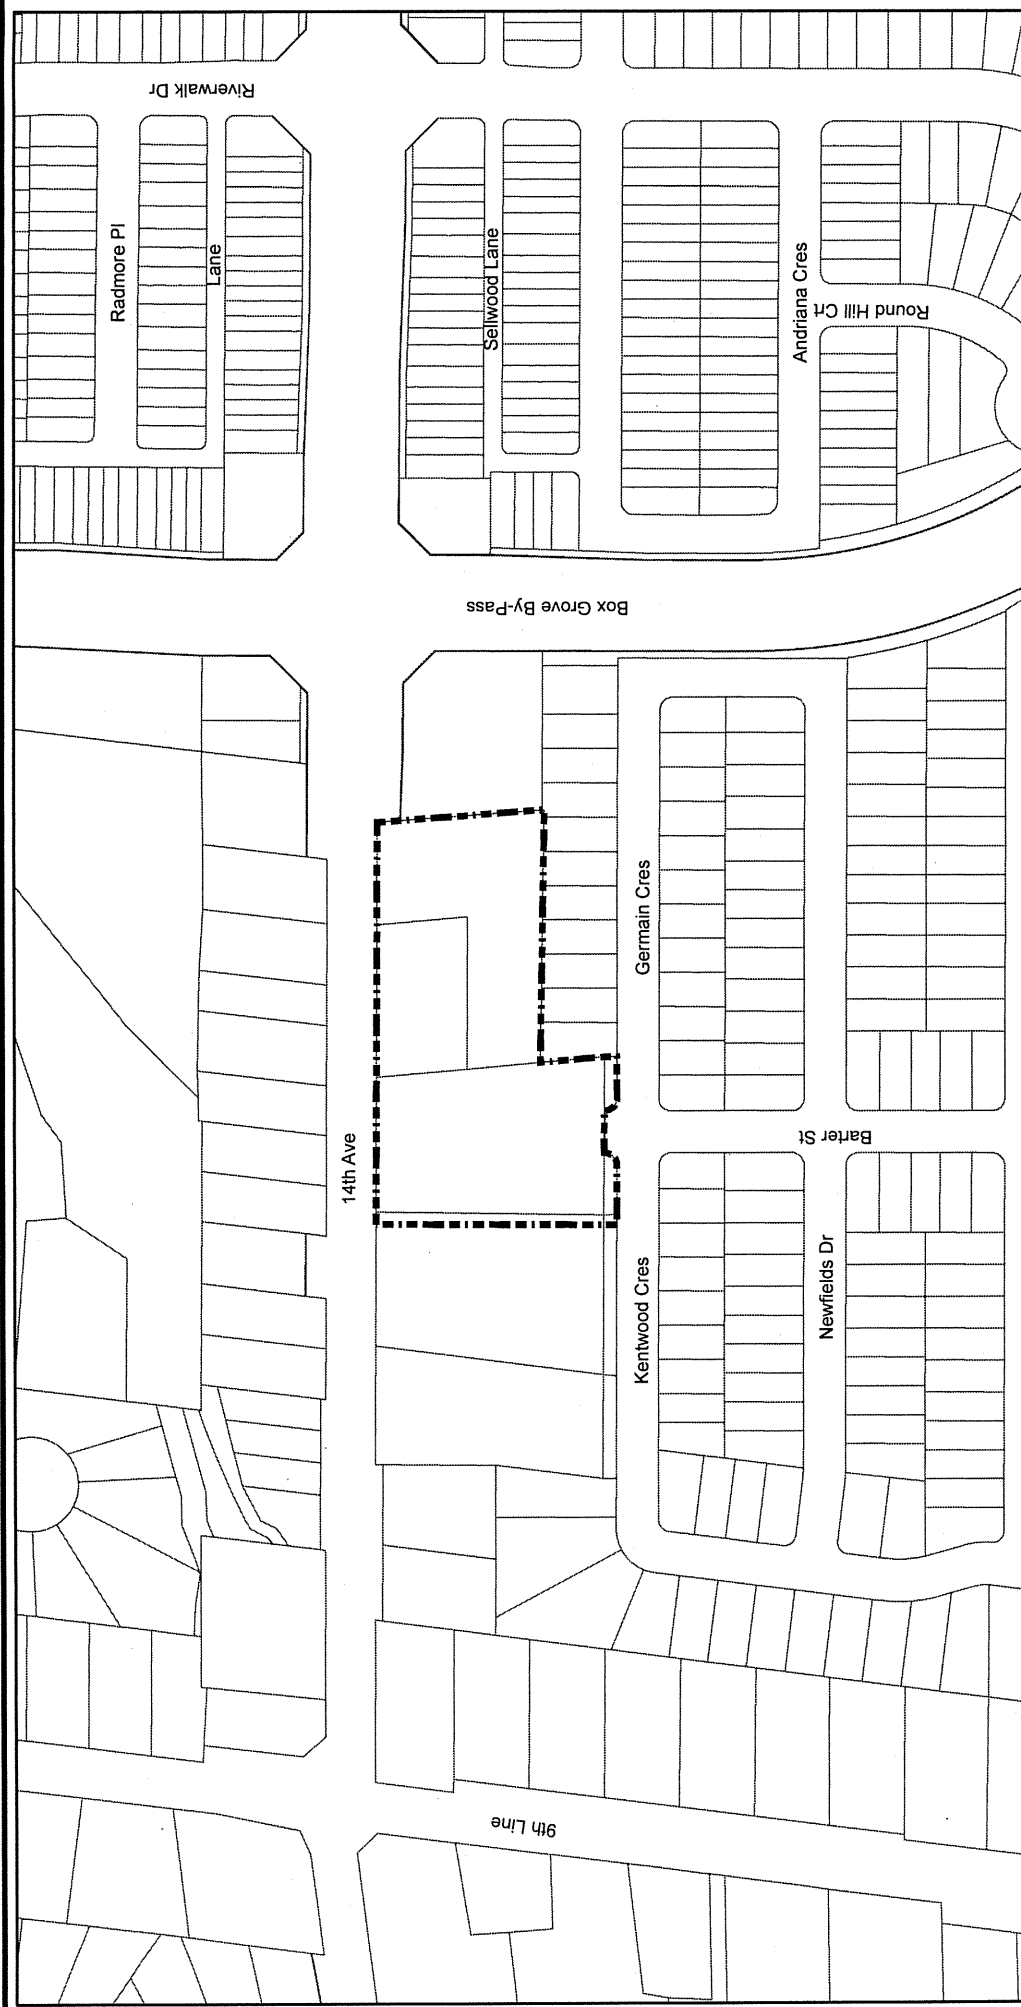 Riverwalk Dr
Radmore Pl
Lane
Sellwood Lane
Andriana Cres
Round Hill Crt
Box Grove By-Pass
14th Ave
Germain Cres
Barter St
Kentwood Cres
Newfields Dr
9th Line